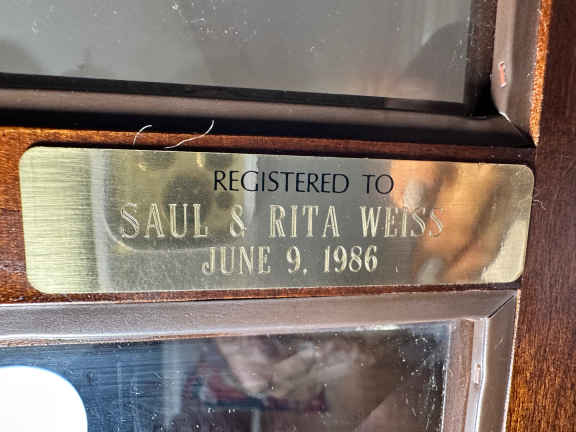 REGISTERED TO
SAUL & RITA WEISS
JUNE 9, 1986